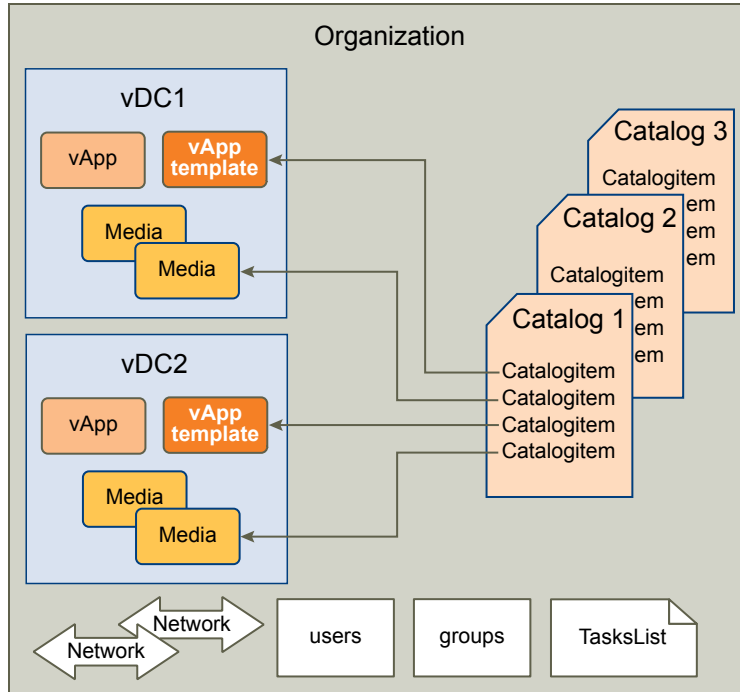 Organization
vDC1
vApp
vApp
template
Media
Media
vDC2
vApp
vApp
template
Media
Media
Catalog 3
Catalogitem
em
em
em
Catalog 2
Catalogitem
em
em
em
Catalog 1
Catalogitem
Catalogitem
Catalogitem
Catalogitem
Network
Network
users
groups
TasksList